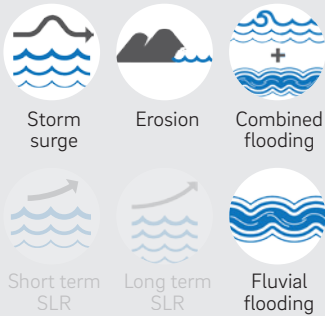 Storm
surge
Erosion
Combined
flooding
Short term
SLR
Long term
SLR
Fluvial
flooding